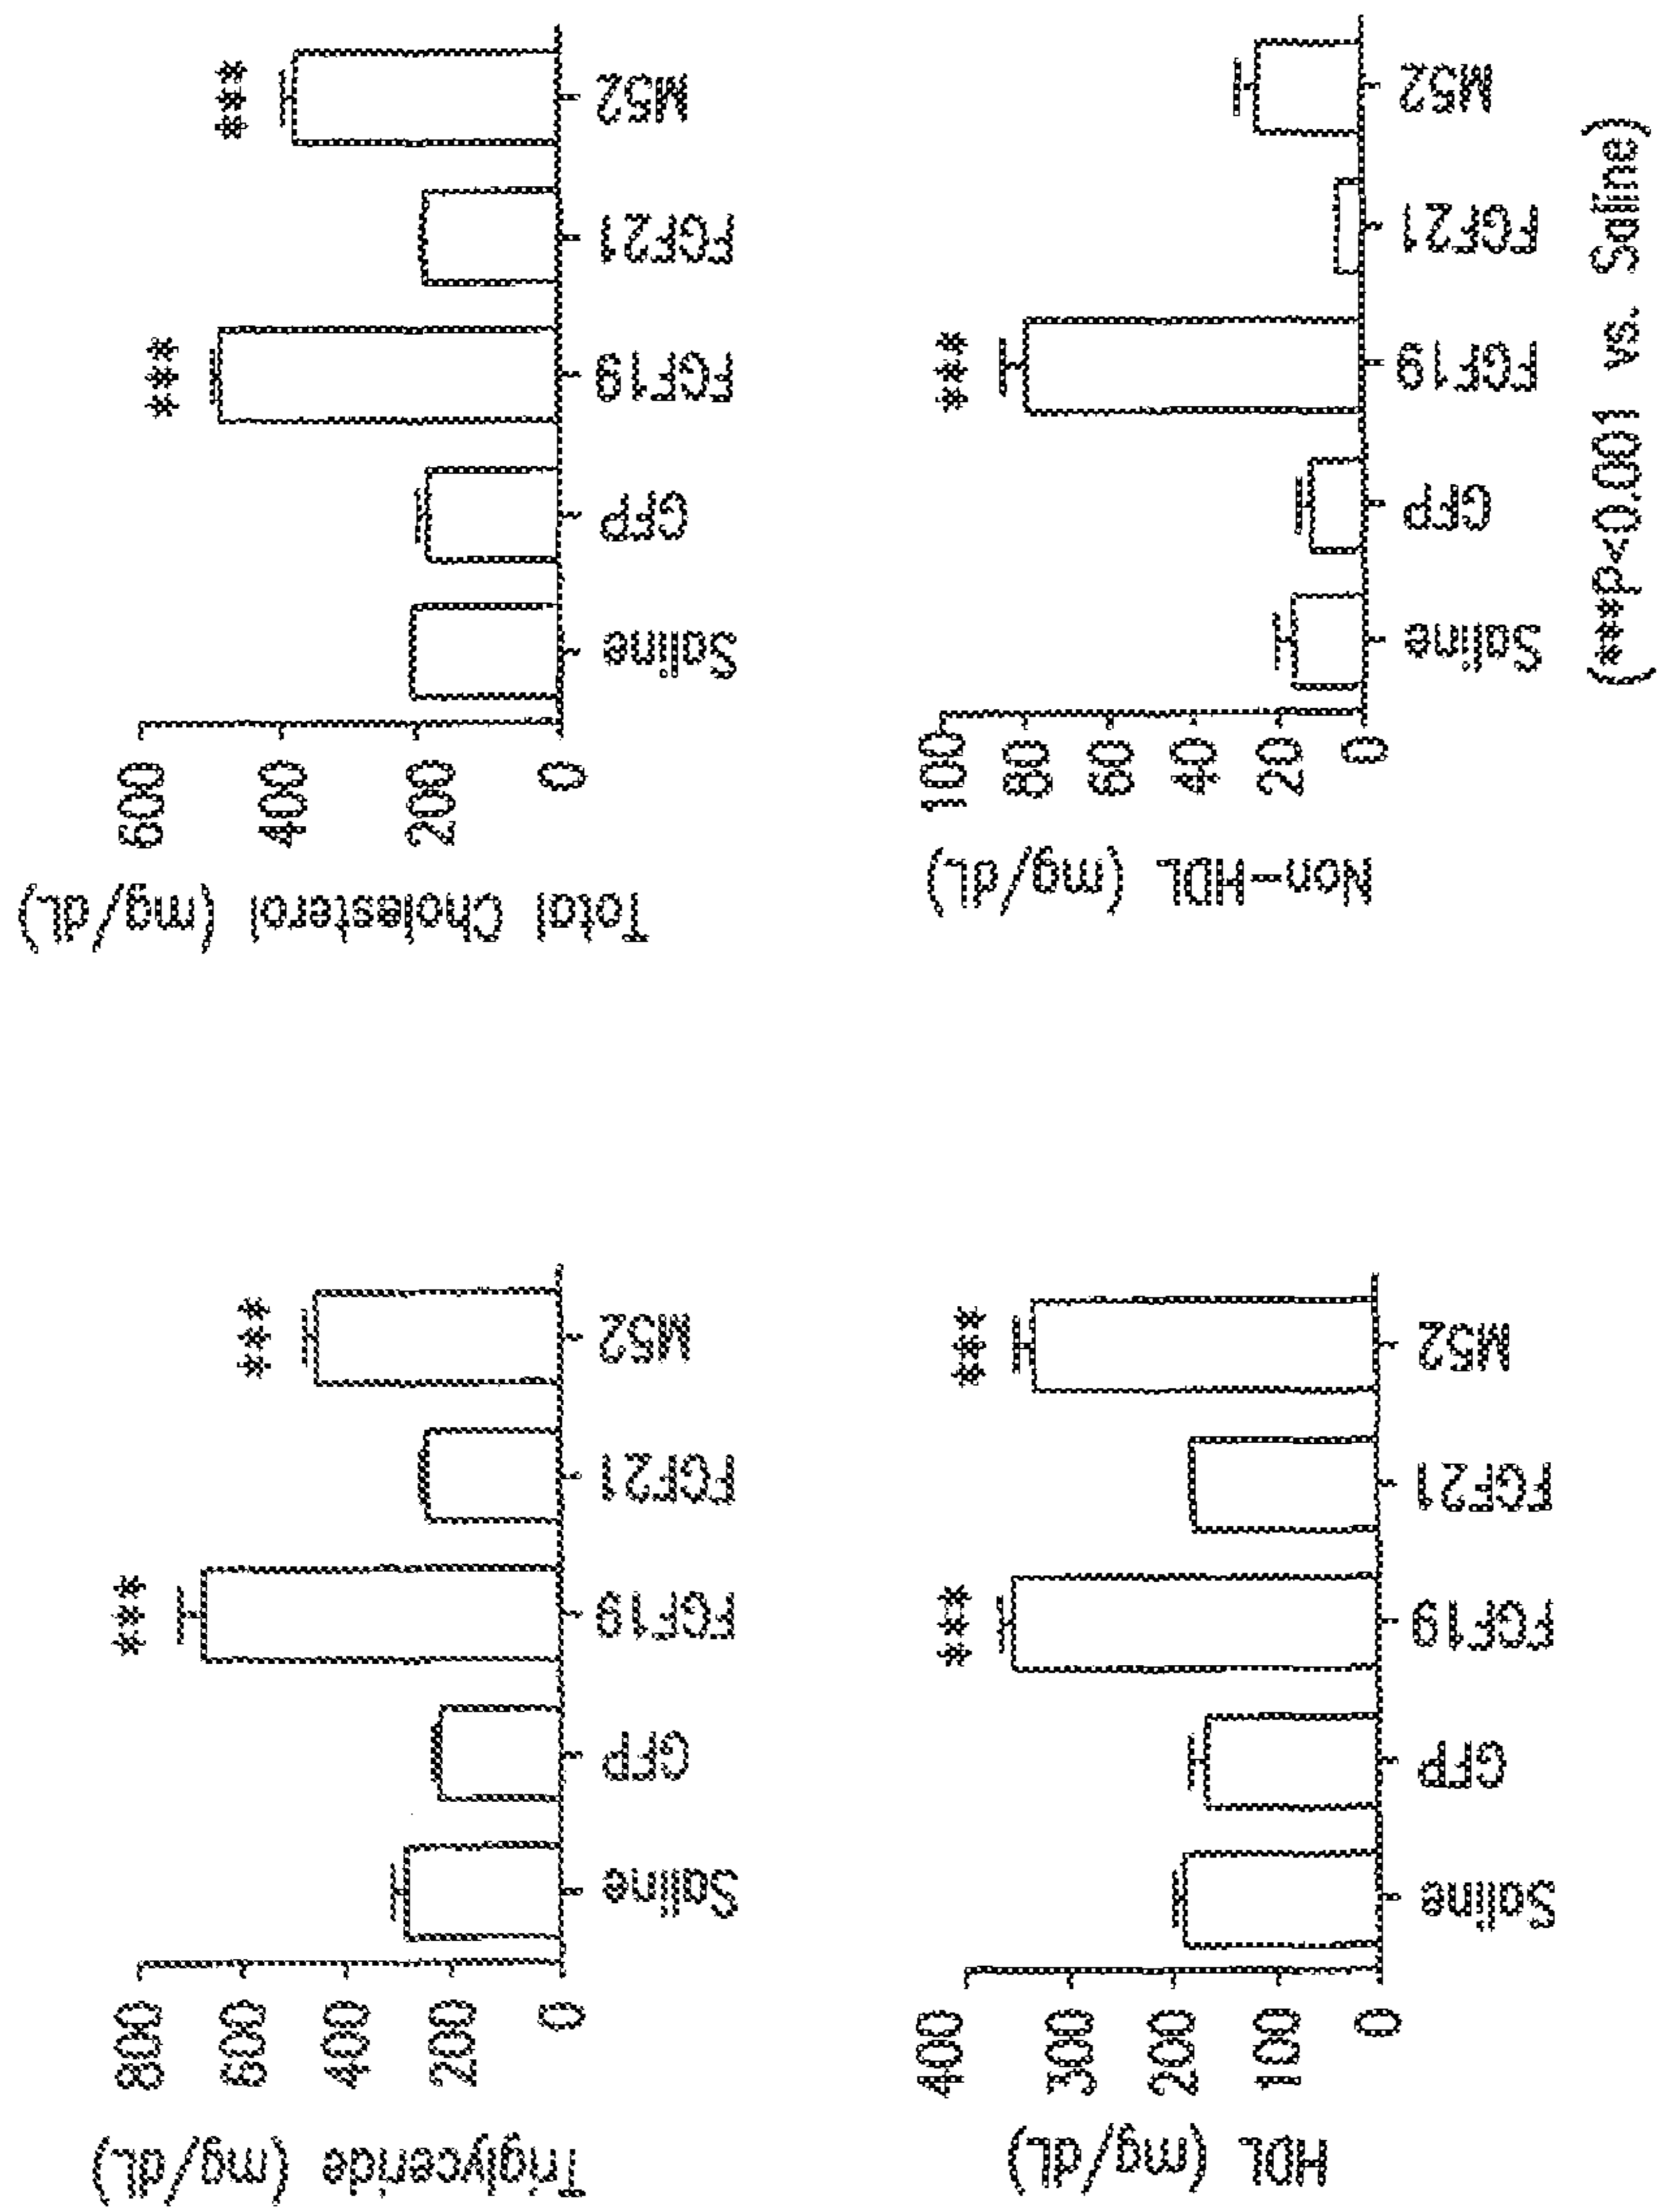 Triglyceride (mg/dL)
800
600
400
200
0
Saline
GFP
FGF19
FGF21
M52
***
***
Total Cholesterol (mg/dL)
600
400
200
0
Saline
GFP
FGF19
FGF21
M52
***
***
HDL (mg/dL)
400
300
200
100
0
Saline
GFP
FGF19
FGF21
M52
***
***
Non-HDL (mg/dL)
100
80
60
40
20
0
Saline
GFP
FGF19
FGF21
M52
***
(***p<0.001 vs. Saline)